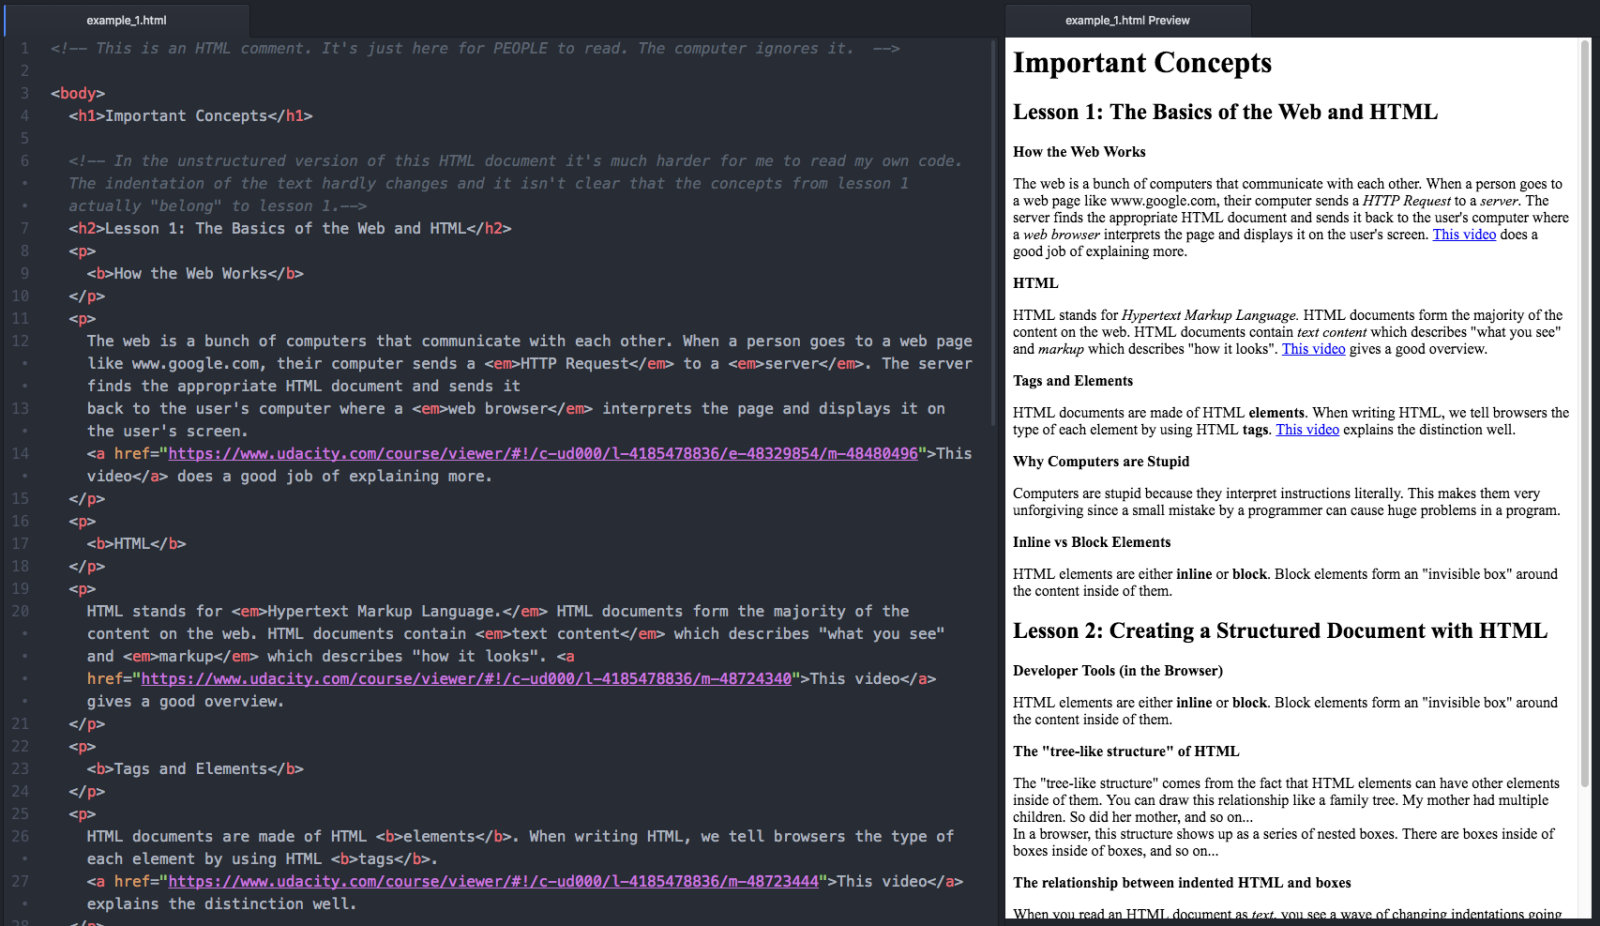 example_1.html
1 <!-- This is an HTML comment. It's just here for PEOPLE to read. The computer ignores it.  -->
2
3 <body>
4 <h1>Important Concepts</h1>
5
6 <!-- In the unstructured version of this HTML document it's much harder for me to read my own code.
• The indentation of the text hardly changes and it isn't clear that the concepts from lesson 1
• actually "belong" to lesson 1.-->
7 <h2>Lesson 1: The Basics of the Web and HTML</h2>
8 <p>
9 <b>How the Web Works</b>
10 </p>
11 <p>
12 The web is a bunch of computers that communicate with each other. When a person goes to a web page
• like www.google.com, their computer sends a <em>HTTP Request</em> to a <em>server</em>. The server
• finds the appropriate HTML document and sends it
13 back to the user's computer where a <em>web browser</em> interprets the page and displays it on
• the user's screen.
14 <a href="https://www.udacity.com/course/viewer/#!/c-ud000/l-4185478836/e-48329854/m-48480496">This
• video</a> does a good job of explaining more.
15 </p>
16 <p>
17 <b>HTML</b>
18 </p>
19 <p>
20 HTML stands for <em>Hypertext Markup Language.</em> HTML documents form the majority of the
• content on the web. HTML documents contain <em>text content</em> which describes "what you see"
• and <em>markup</em> which describes "how it looks". <a
• href="https://www.udacity.com/course/viewer/#!/c-ud000/l-4185478836/m-48724340">This video</a>
• gives a good overview.
21 </p>
22 <p>
23 <b>Tags and Elements</b>
24 </p>
25 <p>
26 HTML documents are made of HTML <b>elements</b>. When writing HTML, we tell browsers the type of
• each element by using HTML <b>tags</b>.
27 <a href="https://www.udacity.com/course/viewer/#!/c-ud000/l-4185478836/m-48723444">This video</a>
• explains the distinction well.
28 </p>
example_1.html Preview
Important Concepts
Lesson 1: The Basics of the Web and HTML
How the Web Works
The web is a bunch of computers that communicate with each other. When a person goes to
a web page like www.google.com, their computer sends a HTTP Request to a server. The
server finds the appropriate HTML document and sends it back to the user's computer where
a web browser interprets the page and displays it on the user's screen. This video does a
good job of explaining more.
HTML
HTML stands for Hypertext Markup Language. HTML documents form the majority of the
content on the web. HTML documents contain text content which describes "what you see"
and markup which describes "how it looks". This video gives a good overview.
Tags and Elements
HTML documents are made of HTML elements. When writing HTML, we tell browsers the
type of each element by using HTML tags. This video explains the distinction well.
Why Computers are Stupid
Computers are stupid because they interpret instructions literally. This makes them very
unforgiving since a small mistake by a programmer can cause huge problems in a program.
Inline vs Block Elements
HTML elements are either inline or block. Block elements form an "invisible box" around
the content inside of them.
Lesson 2: Creating a Structured Document with HTML
Developer Tools (in the Browser)
HTML elements are either inline or block. Block elements form an "invisible box" around
the content inside of them.
The "tree-like structure" of HTML
The "tree-like structure" comes from the fact that HTML elements can have other elements
inside of them. You can draw this relationship like a family tree. My mother had multiple
children. So did her mother, and so on...
In a browser, this structure shows up as a series of nested boxes. There are boxes inside of
boxes inside of boxes, and so on...
The relationship between indented HTML and boxes
When you read an HTML document as text, you see a wave of changing indentations going